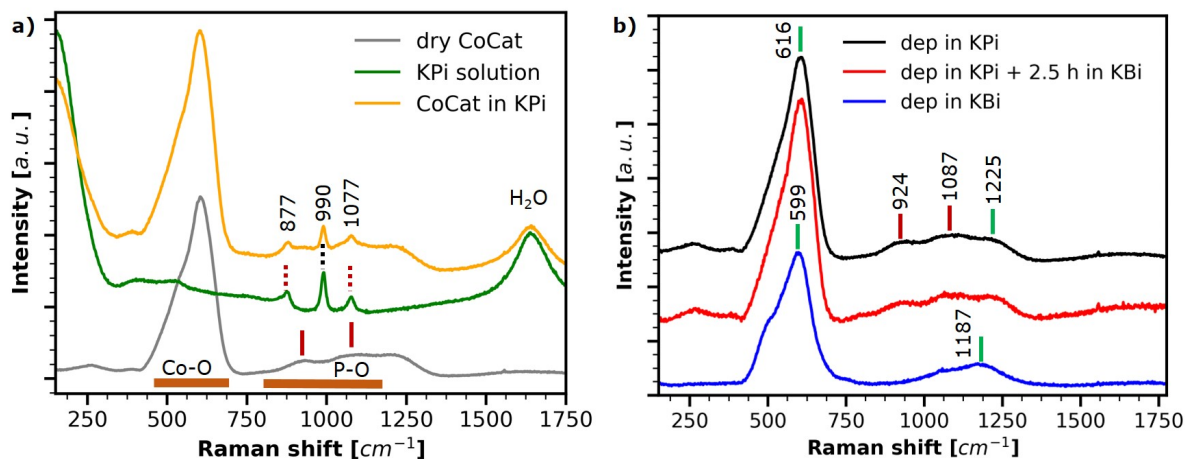 a)
dry CoCat
KPi solution
CoCat in KPi
877
990
1077
H₂O
Co-O
P-O
Intensity [a.u.]
250 500 750 1000 1250 1500 1750
Raman shift [cm⁻¹]
b)
616
dep in KPi
dep in KPi + 2.5 h in KBi
dep in KBi
599
924
1087
1225
1187
Intensity [a.u.]
250 500 750 1000 1250 1500 1750
Raman shift [cm⁻¹]